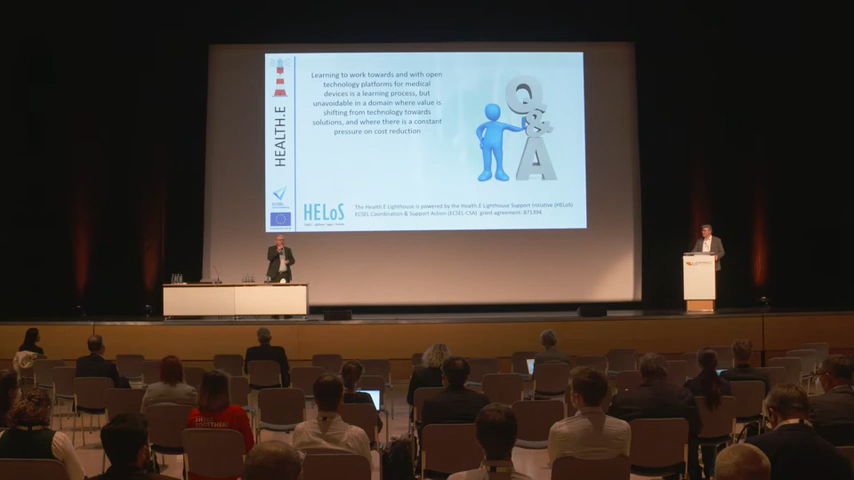 Learning to work towards and with open
technology platforms for medical
devices is a learning process, but
unavoidable in a domain where value is
shifting from technology towards
solutions, and where there is a constant
pressure on cost reduction
Q&A
HEALTH.E
HELoS
The Health.E Lighthouse is powered by the Health.E Lighthouse Support Initiative (HELoS)
ECSEL Coordination & Support Action (ECSEL-CSA) grant agreement: 871394